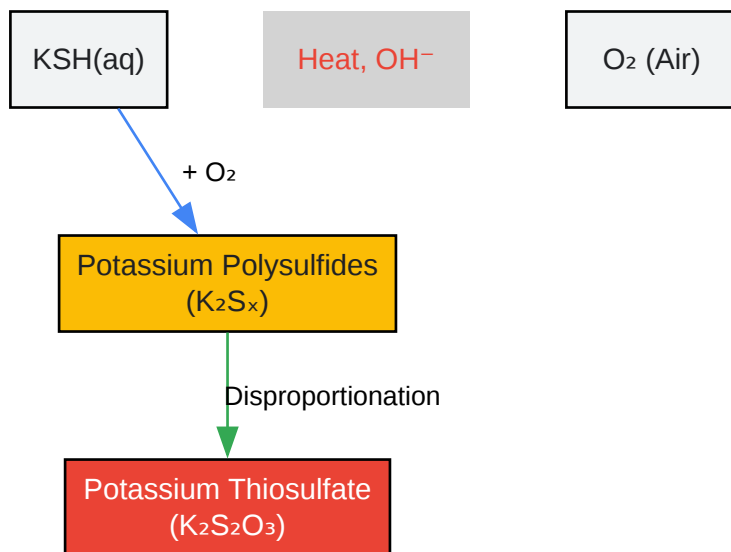 KSH(aq)
Heat, OH⁻
O₂ (Air)
+ O₂
Potassium Polysulfides
(K₂Sₓ)
Disproportionation
Potassium Thiosulfate
(K₂S₂O₃)